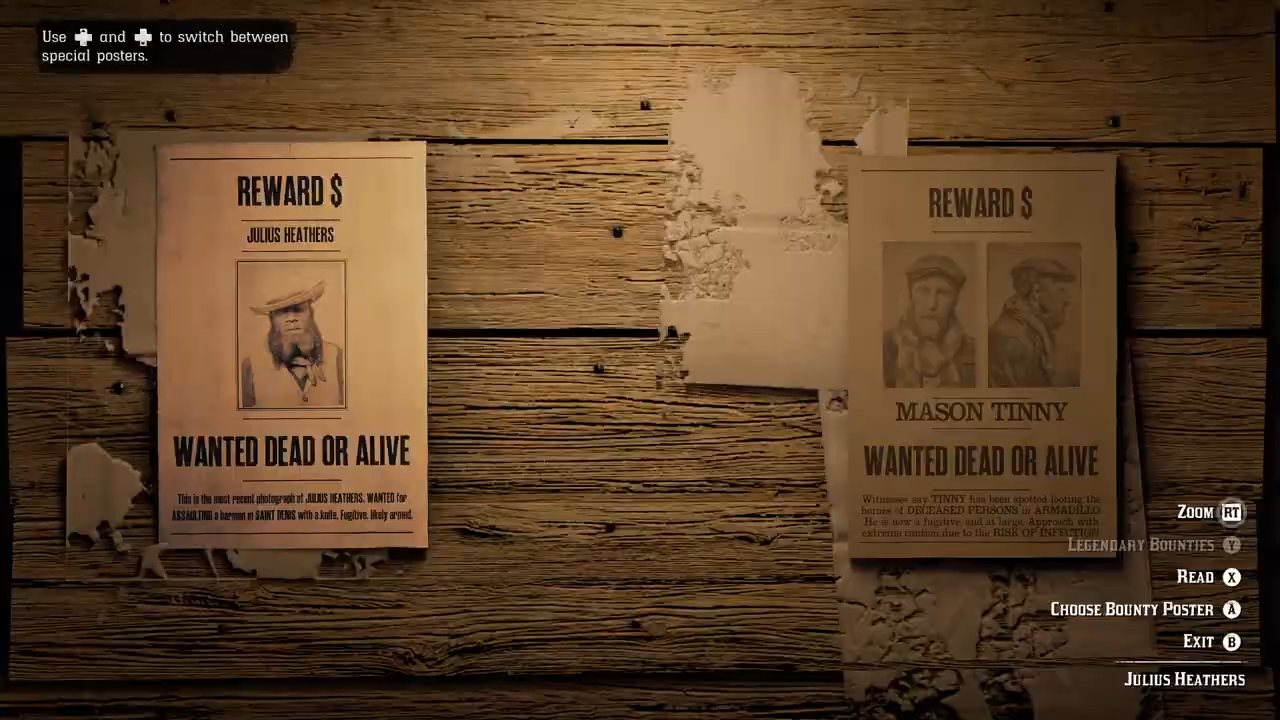 Use and to switch between
special posters.
REWARD $
JULIUS HEATHERS
WANTED DEAD OR ALIVE
This is the most recent photograph of JULIUS HEATHERS. WANTED for
ASSAULTING a barmen in SAINT DENIS with a knife. Fugitive, likely armed.
REWARD $
MASON TINNY
WANTED DEAD OR ALIVE
Witnesses say TINNY has been spotted looting the
homes of DECEASED PERSONS in ARMADILLO
He is now a fugitive and at large. Approach with
extreme caution due to the RISK OF INFECTION
Zoom RT
Legendary Bounties Y
Read X
Choose Bounty Poster A
Exit B
Julius Heathers